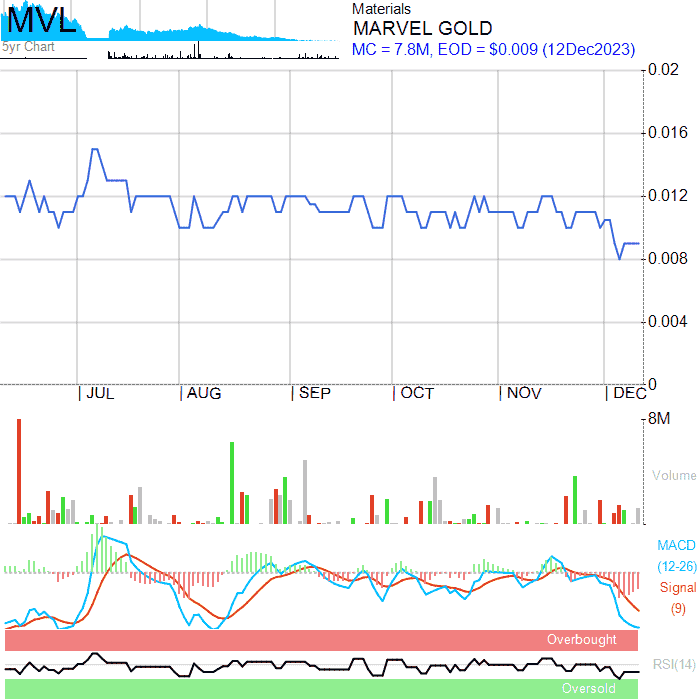 MVL
5yr Chart
Materials
MARVEL GOLD
MC = 7.8M, EOD = $0.009 (12Dec2023)
0.02
0.016
0.012
0.008
0.004
0
| JUL | AUG | SEP | OCT | NOV | DEC
8M
Volume
MACD
(12-26)
Signal
(9)
Overbought
RSI(14)
Oversold